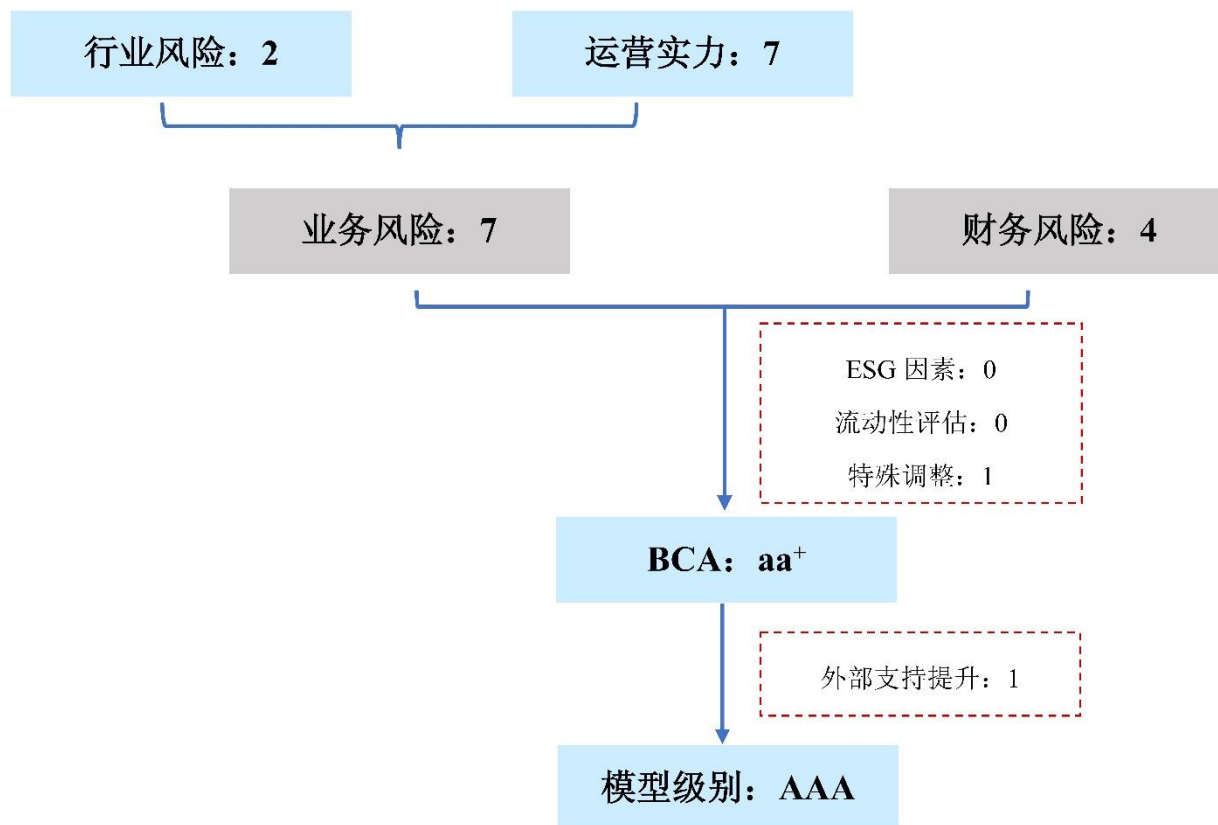 行业风险：2
运营实力：7
业务风险：7
财务风险：4
ESG 因素：0
流动性评估：0
特殊调整：1
BCA：aa⁺
外部支持提升：1
模型级别：AAA